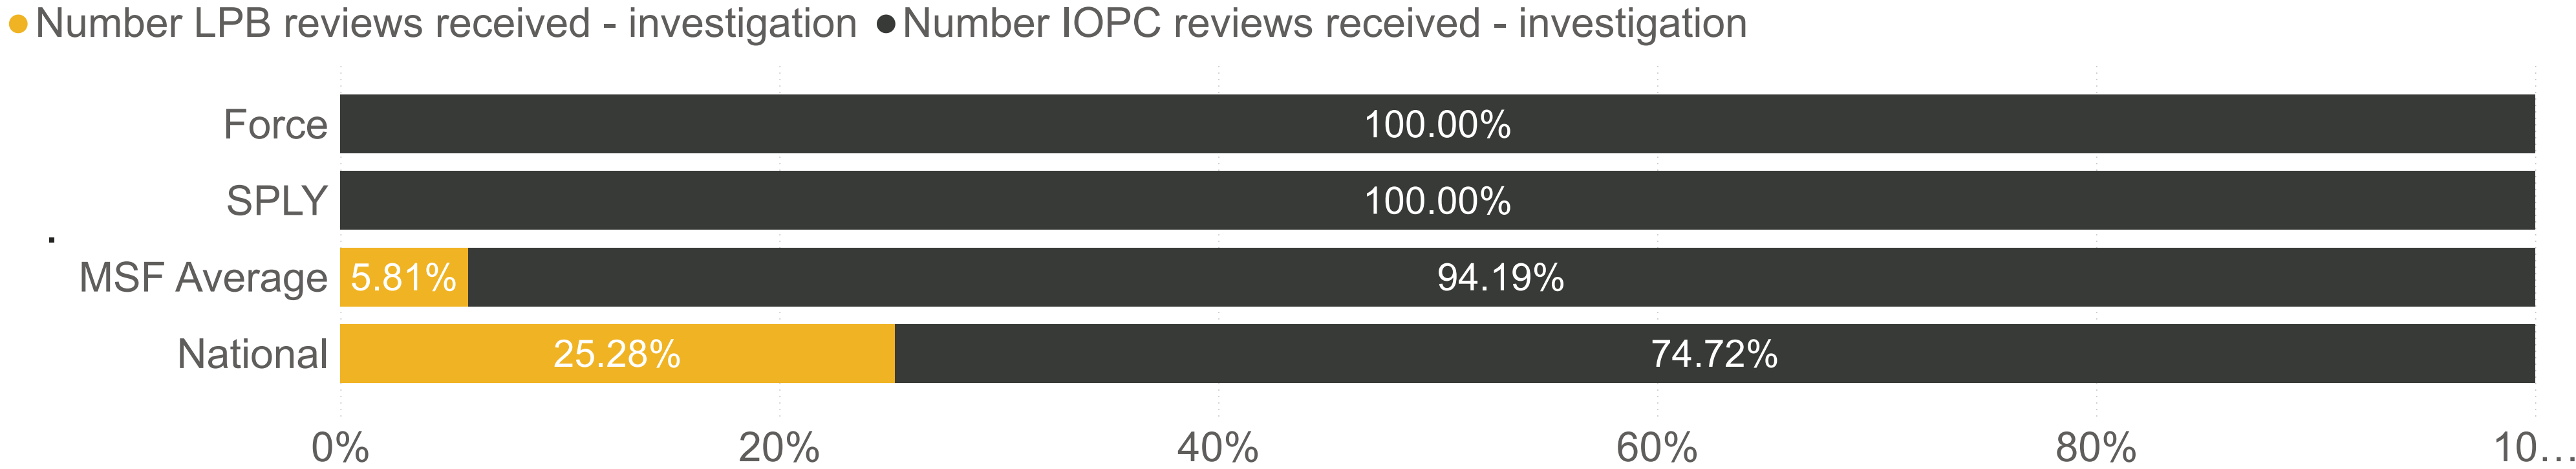 Number LPB reviews received - investigation Number IOPC reviews received - investigation
Force 100.00%
SPLY 100.00%
.
MSF Average 5.81% 94.19%
National 25.28% 74.72%
0% 20% 40% 60% 80% 10...